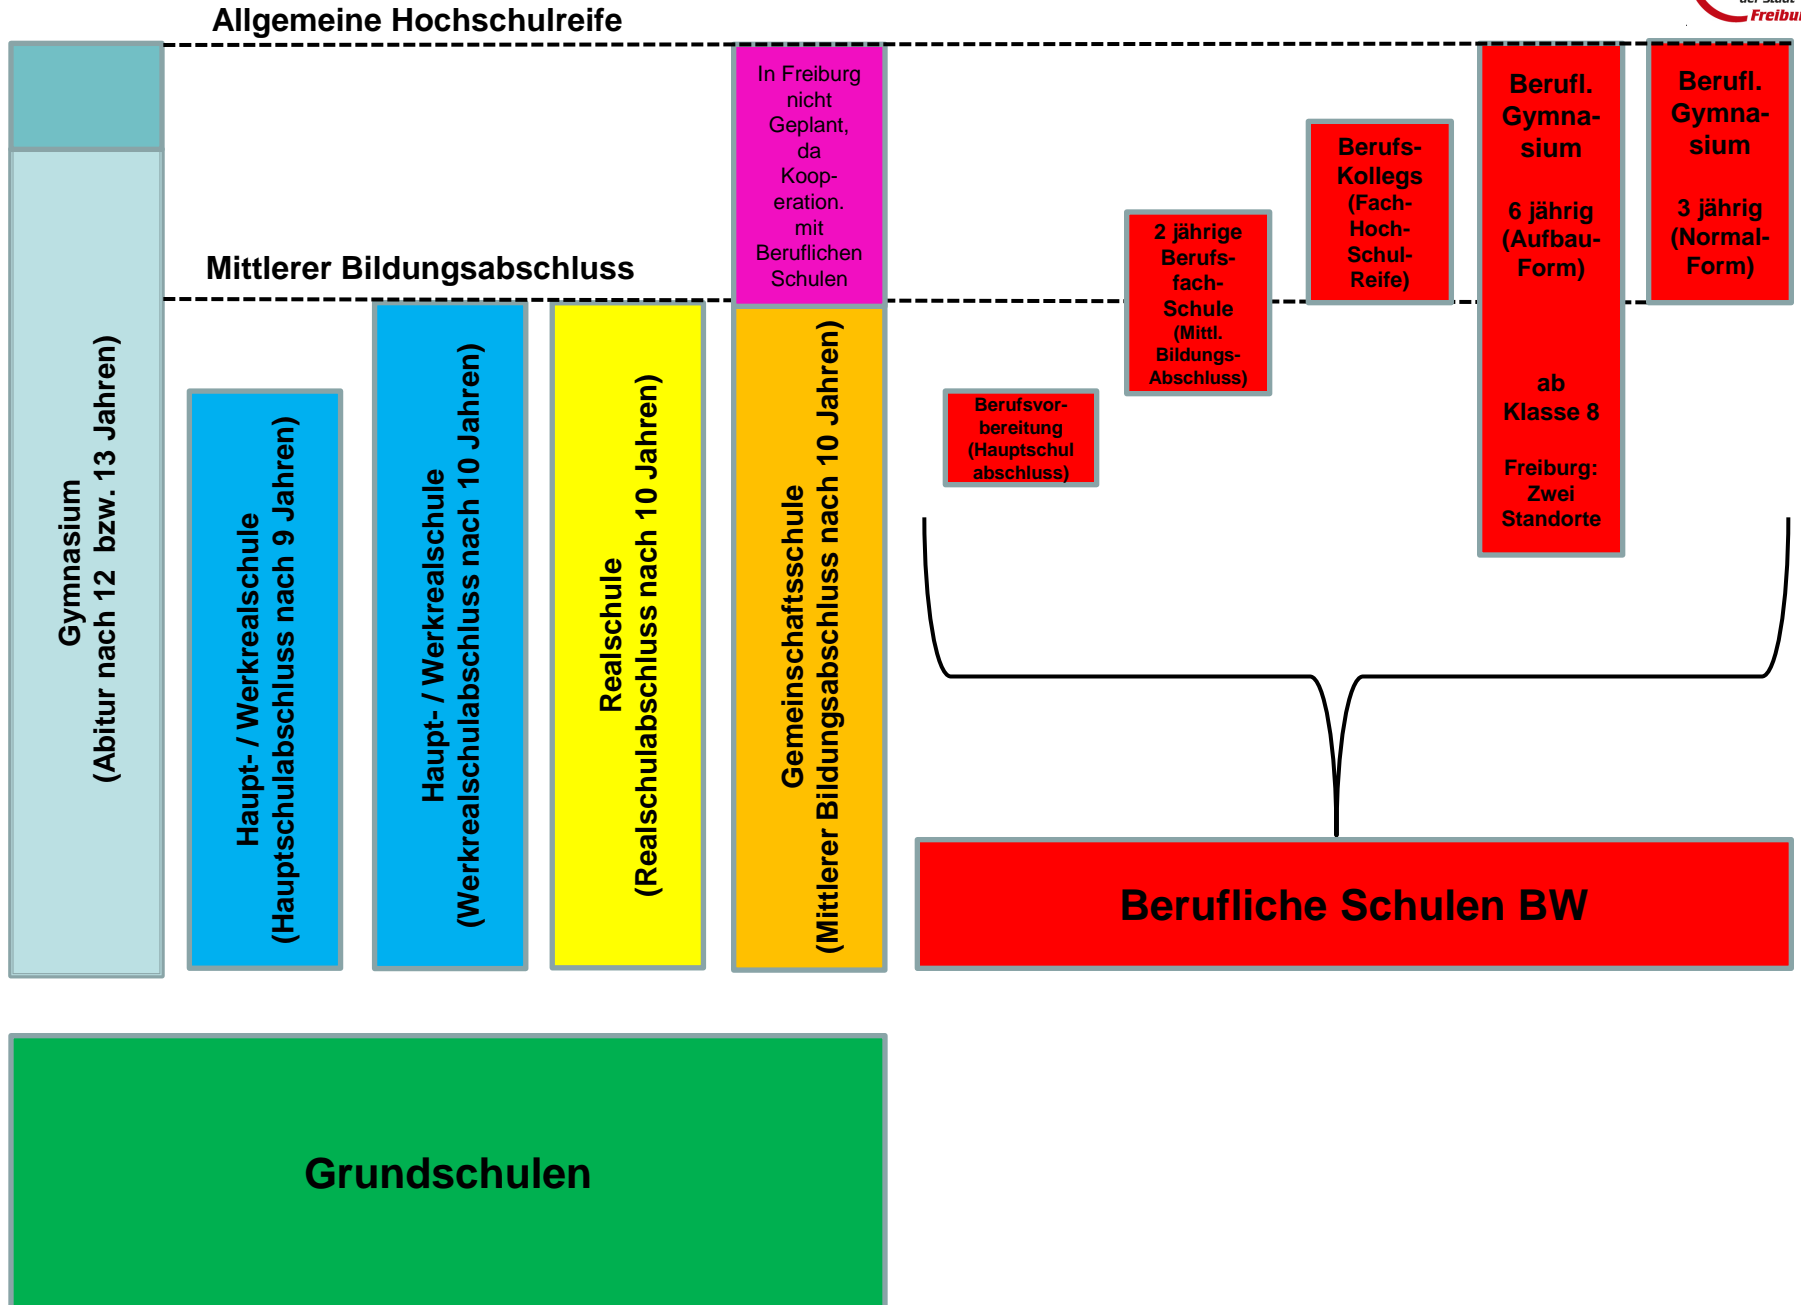 Allgemeine Hochschulreife
Freibu
In Freiburg
nicht
Geplant,
da
Koop-
eration.
mit
Beruflichen
Schulen
Berufl.
Gymna-
sium
6 jährig
(Aufbau-
Form)
ab
Klasse 8
Freiburg:
Zwei
Standorte
Berufl.
Gymna-
sium
3 jährig
(Normal-
Form)
Berufs-
Kollegs
(Fach-
Hoch-
Schul-
Reife)
2 jährige
Berufs-
fach-
Schule
(Mittl.
Bildungs-
Abschluss)
Berufsvor-
bereitung
(Hauptschul
abschluss)
Mittlerer Bildungsabschluss
Gymnasium
(Abitur nach 12  bzw. 13 Jahren)
Haupt- / Werkrealschule
(Hauptschulabschluss nach 9 Jahren)
Haupt- / Werkrealschule
(Werkrealschulabschluss nach 10 Jahren)
Realschule
(Realschulabschluss nach 10 Jahren)
Gemeinschaftsschule
(Mittlerer Bildungsabschluss nach 10 Jahren)
Berufliche Schulen BW
Grundschulen